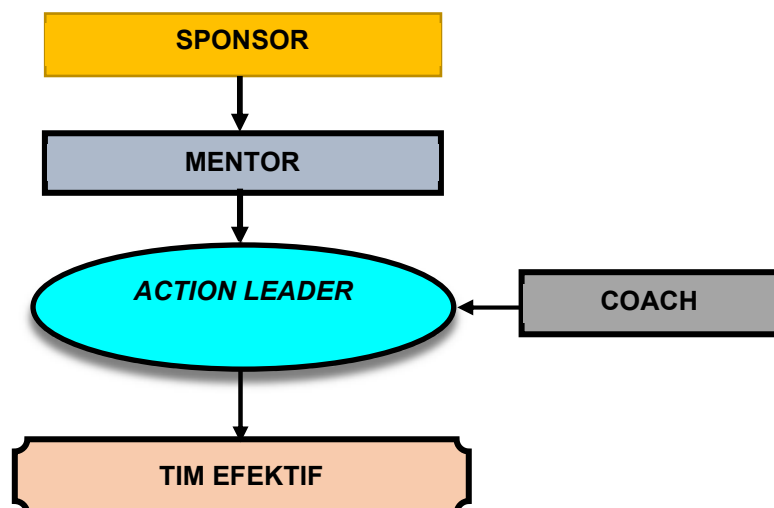 SPONSOR
MENTOR
ACTION LEADER
COACH
TIM EFEKTIF